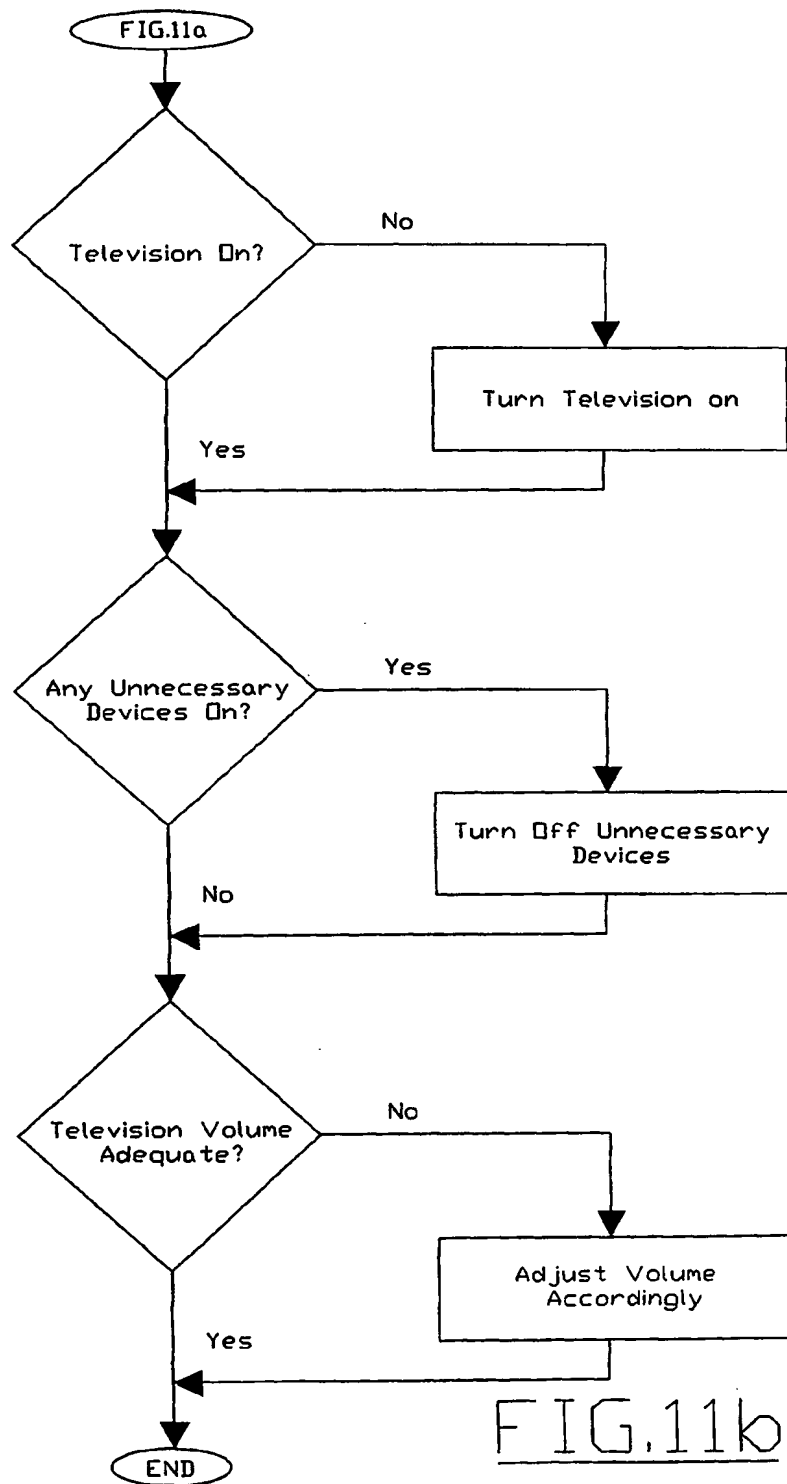 FIG.11a
Television On?
No
Turn Television on
Yes
Any Unnecessary
Devices On?
Yes
Turn Off Unnecessary
Devices
No
Television Volume
Adequate?
No
Adjust Volume
Accordingly
Yes
END
FIG.11b